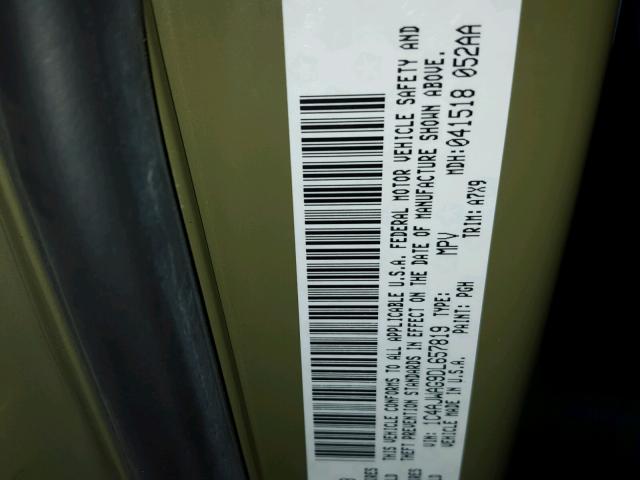 THIS VEHICLE CONFORMS TO ALL APPLICABLE U.S.A. FEDERAL MOTOR VEHICLE SAFETY AND
THEFT PREVENTION STANDARDS IN EFFECT ON THE DATE OF MANUFACTURE SHOWN ABOVE.
VIN: 1C4AJWAG9DL657819 TYPE: MPV MDH:041518 052AA
VEHICLE MADE IN U.S.A. PAINT: PGH TRIM: A7X9